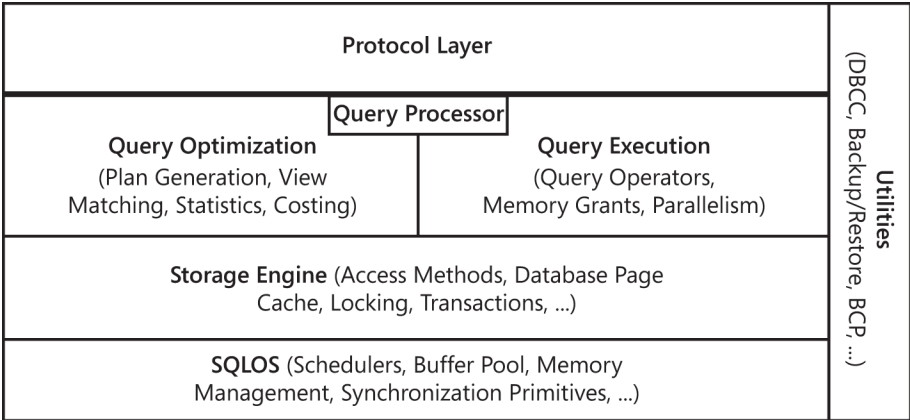 Protocol Layer
Query Processor
Query Optimization
(Plan Generation, View
Matching, Statistics, Costing)
Query Execution
(Query Operators,
Memory Grants, Parallelism)
Storage Engine (Access Methods, Database Page
Cache, Locking, Transactions, ...)
SQLOS (Schedulers, Buffer Pool, Memory
Management, Synchronization Primitives, ...)
Utilities
(DBCC, Backup/Restore, BCP, ...)